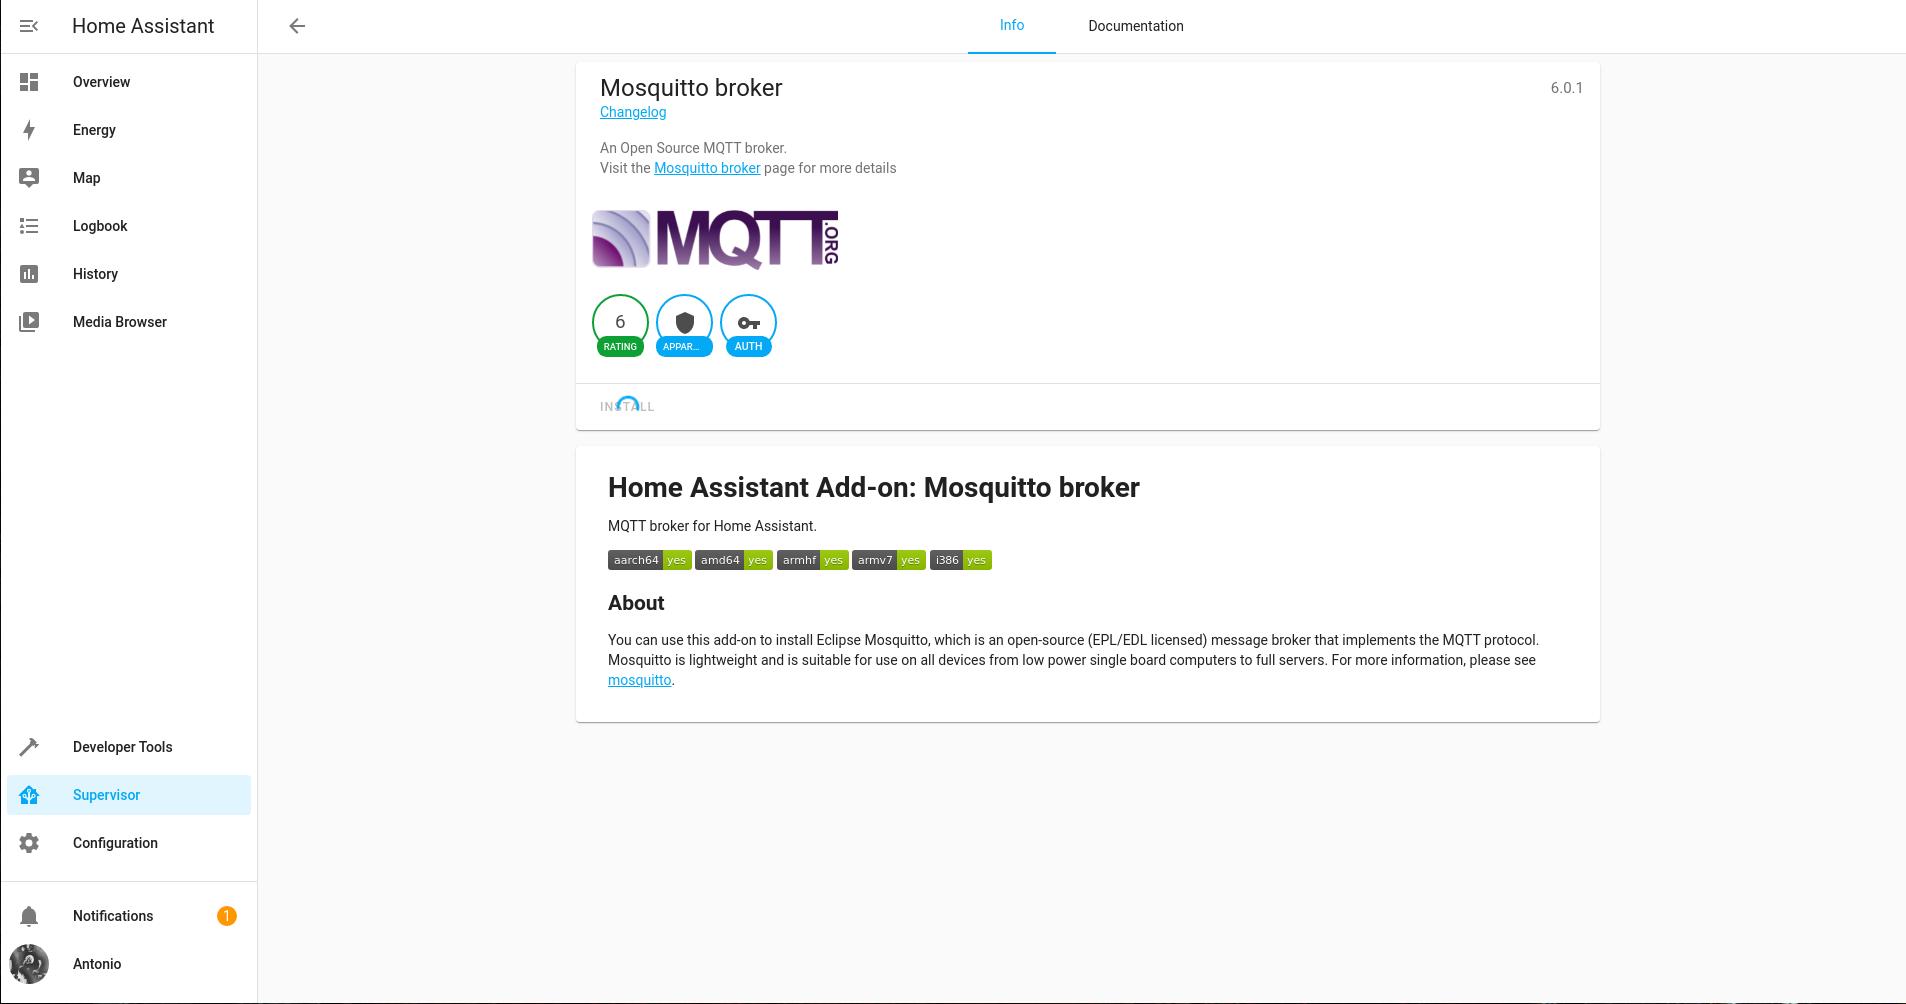 Home Assistant
Overview
Energy
Map
Logbook
History
Media Browser
Developer Tools
Supervisor
Configuration
Notifications 1
Antonio
Info Documentation
Mosquitto broker 6.0.1
Changelog
An Open Source MQTT broker.
Visit the Mosquitto broker page for more details
MQTT.ORG
6
RATING APPAR... AUTH
INSTALL
Home Assistant Add-on: Mosquitto broker
MQTT broker for Home Assistant.
aarch64 yes amd64 yes armhf yes armv7 yes i386 yes
About
You can use this add-on to install Eclipse Mosquitto, which is an open-source (EPL/EDL licensed) message broker that implements the MQTT protocol.
Mosquitto is lightweight and is suitable for use on all devices from low power single board computers to full servers. For more information, please see
mosquitto.